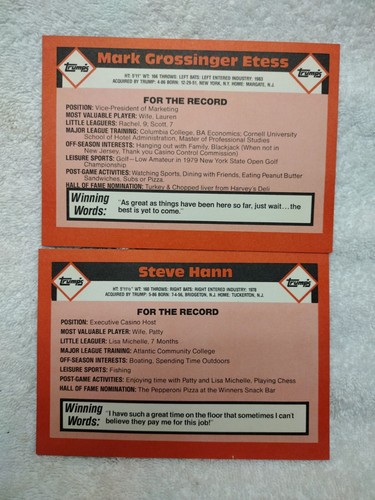 Trump's
Mark Grossinger Etess
Trump's
HT: 5'11" WT: 168 THROWS: LEFT BATS: LEFT ENTERED INDUSTRY: 1983
ACQUIRED BY TRUMP: 4-86 BORN: 12-29-51, NEW YORK, N.Y. HOME: MARGATE, N.J.
FOR THE RECORD
POSITION: Vice-President of Marketing
MOST VALUABLE PLAYER: Wife, Lauren
LITTLE LEAGUERS: Rachel, 9; Scott, 7
MAJOR LEAGUE TRAINING: Columbia College, BA Economics; Cornell University
School of Hotel Administration, Master of Professional Studies
OFF-SEASON INTERESTS: Hanging out with Family, Blackjack (When not in
New Jersey, Thank you Casino Control Commission)
LEISURE SPORTS: Golf—Low Amateur in 1979 New York State Open Golf
Championship
POST-GAME ACTIVITIES: Watching Sports, Dining with Friends, Eating Peanut Butter
Sandwiches, Subs or Pizza.
HALL OF FAME NOMINATION: Turkey & Chopped liver from Harvey's Deli
Winning
Words:
"As great as things have been here so far, just wait...the
best is yet to come."
Trump's
Steve Hann
Trump's
HT: 5'11½" WT: 160 THROWS: RIGHT BATS: RIGHT ENTERED INDUSTRY: 1978
ACQUIRED BY TRUMP: 5-86 BORN: 7-4-56, BRIDGETON, N.J. HOME: TUCKERTON, N.J.
FOR THE RECORD
POSITION: Executive Casino Host
MOST VALUABLE PLAYER: Wife, Patty
LITTLE LEAGUER: Lisa Michelle, 7 Months
MAJOR LEAGUE TRAINING: Atlantic Community College
OFF-SEASON INTERESTS: Boating, Spending Time Outdoors
LEISURE SPORTS: Fishing
POST-GAME ACTIVITIES: Enjoying time with Patty and Lisa Michelle, Playing Chess
HALL OF FAME NOMINATION: The Pepperoni Pizza at the Winners Snack Bar
Winning
Words:
"I have such a great time on the floor that sometimes I can't
believe they pay me for this job!"